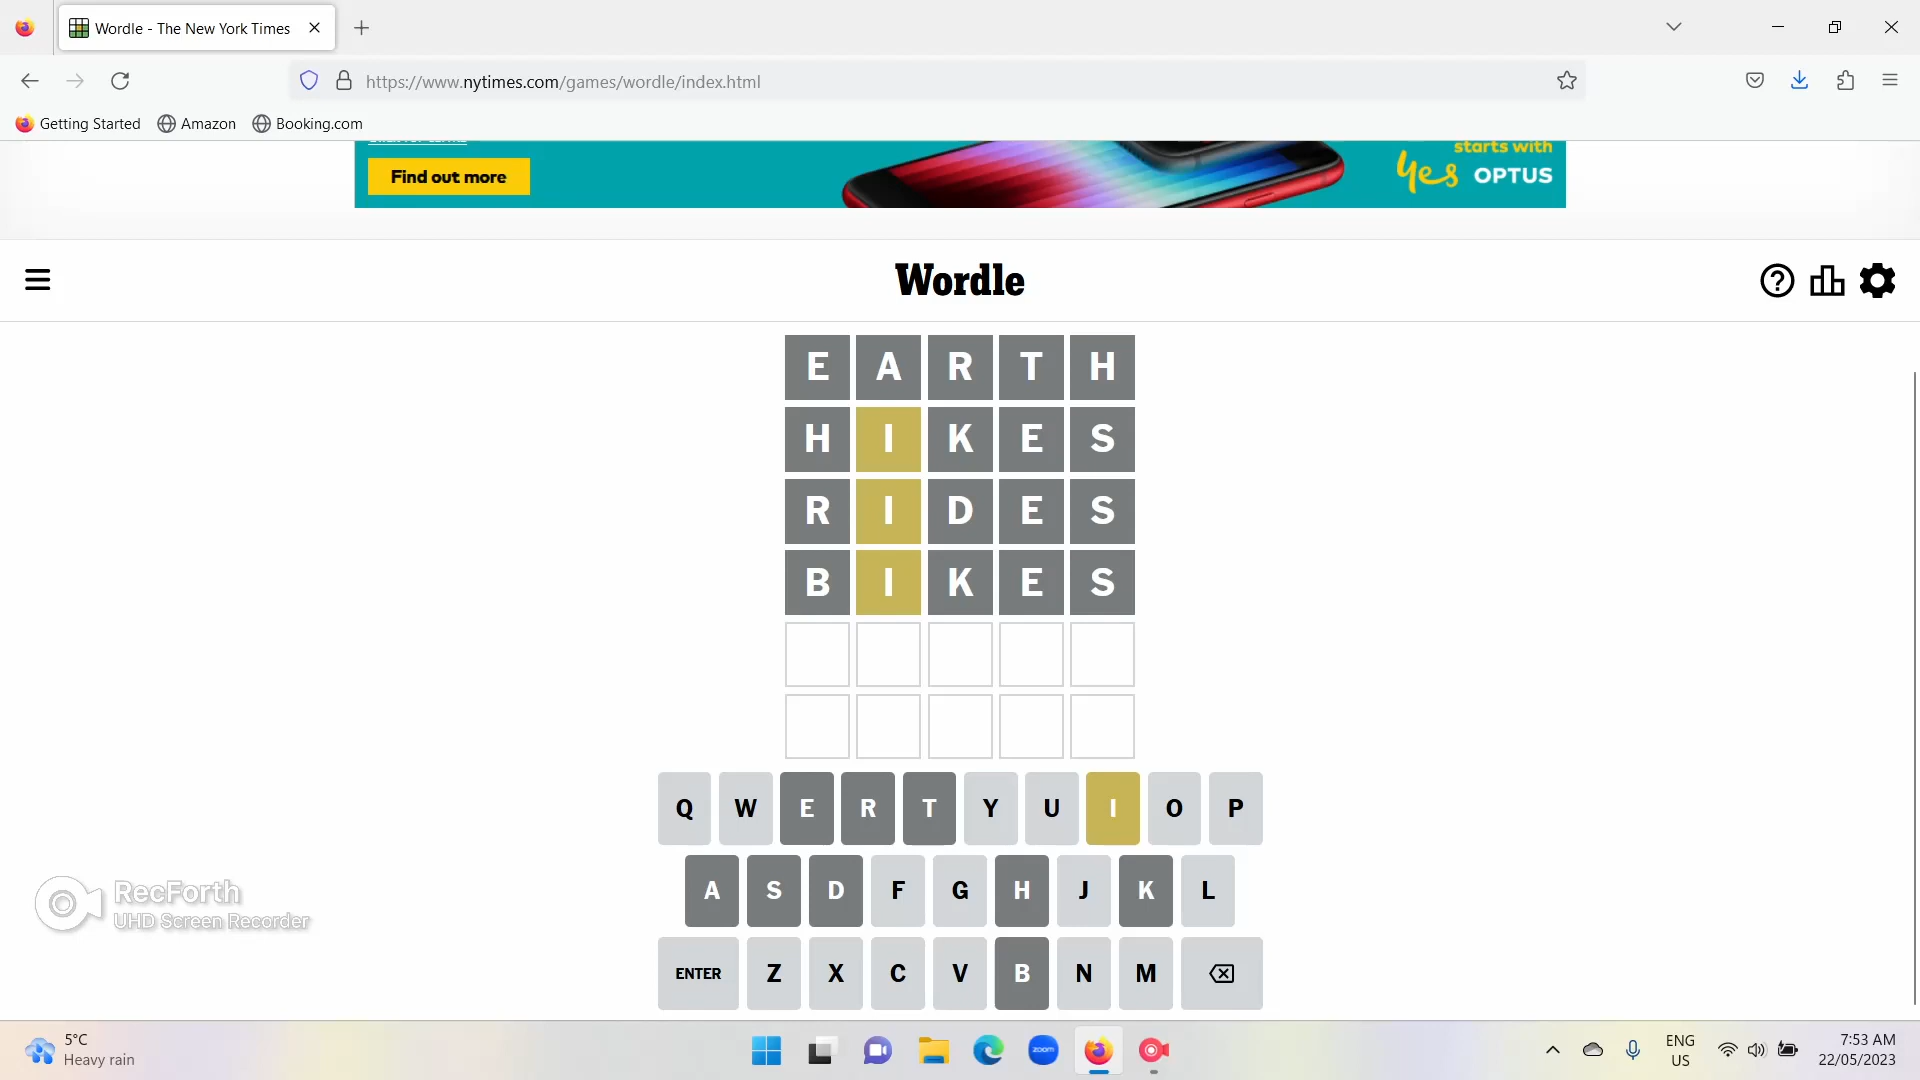 Wordle - The New York Times
https://www.nytimes.com/games/wordle/index.html
Getting Started Amazon Booking.com
Find out more
starts with
yes OPTUS
Wordle
E A R T H
H I K E S
R I D E S
B I K E S
Q W E R T Y U I O P
A S D F G H J K L
ENTER Z X C V B N M
RecForth
UHD Screen Recorder
5°C
Heavy rain
zoom
ENG
US
7:53 AM
22/05/2023